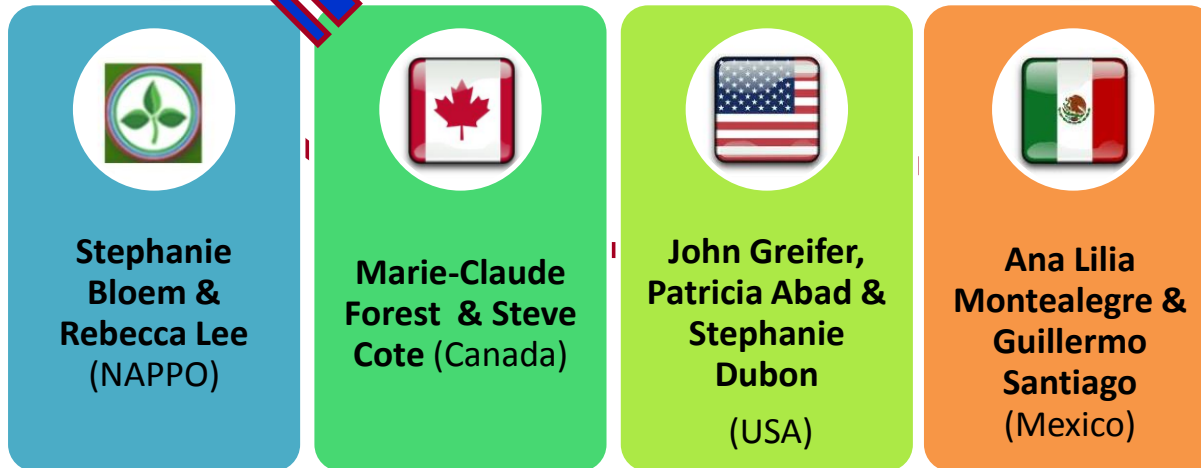 Stephanie
Bloem &
Rebecca Lee
(NAPPO)
Marie-Claude
Forest & Steve
Cote (Canada)
John Greifer,
Patricia Abad &
Stephanie
Dubon
(USA)
Ana Lilia
Montealegre &
Guillermo
Santiago
(Mexico)